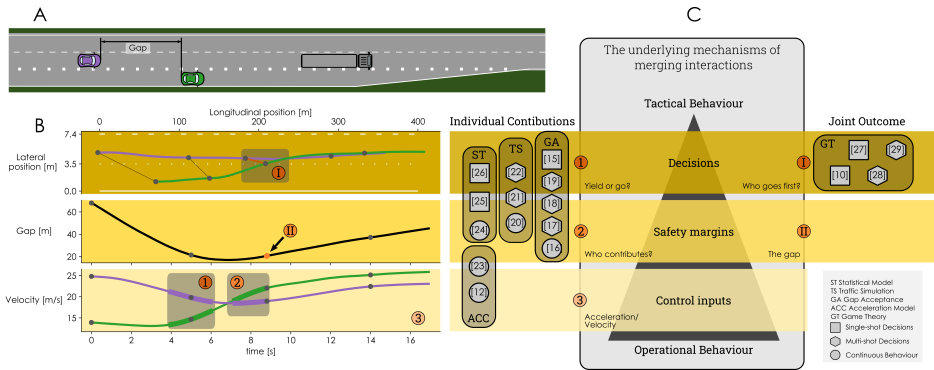 A
C
Gap
The underlying mechanisms of
merging interactions
Tactical Behaviour
Longitudinal position [m]
0
100
200
300
400
B
Lateral
position [m]
7.4
3.5
0.0
I
Gap [m]
60
40
20
II
Velocity [m/s]
25
20
15
1
2
3
0
2
4
6
8
10
12
14
16
time [s]
Individual Contibutions
ST
[26]
[25]
[24]
TS
[22]
[21]
[20]
GA
[15]
[19]
[18]
[17]
[16]
[23]
[12]
ACC
1
Decisions
I
Yield or go?
Who goes first?
2
Safety margins
II
Who contributes?
The gap
3
Control inputs
Acceleration/
Velocity
Operational Behaviour
Joint Outcome
GT
[27]
[29]
[10]
[28]
ST Statistical Model
TS Traffic Simulation
GA Gap Acceptance
ACC Acceleration Model
GT Game Theory
Single-shot Decisions
Multi-shot Decisions
Continuous Behaviour